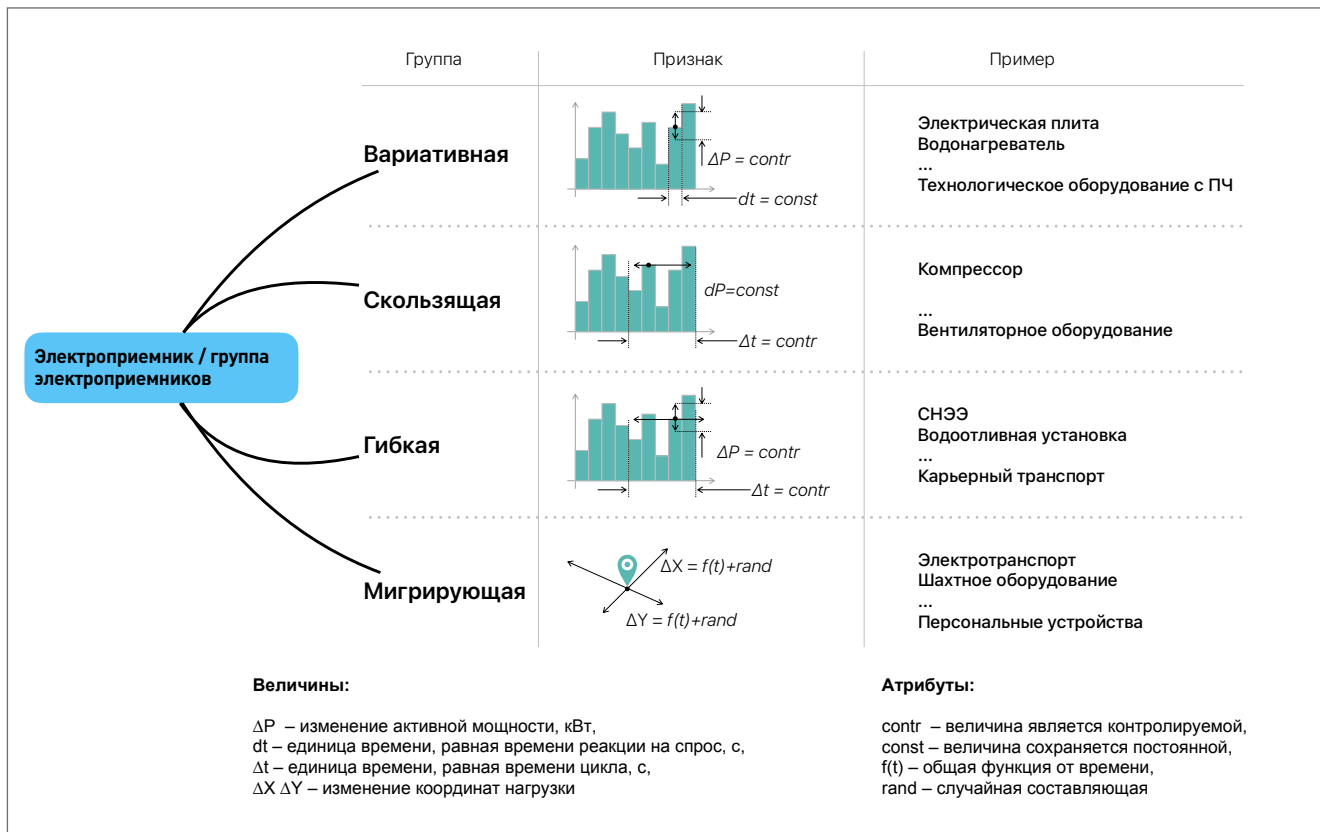 Группа
Признак
Пример
Вариативная
ΔP = contr
dt = const
Электрическая плита
Водонагреватель
...
Технологическое оборудование с ПЧ
Скользящая
dP=const
Δt = contr
Компрессор
...
Вентиляторное оборудование
Электроприемник / группа
электроприемников
Гибкая
ΔP = contr
Δt = contr
СНЭЭ
Водоотливная установка
...
Карьерный транспорт
Мигрирующая
ΔX = f(t)+rand
ΔY = f(t)+rand
Электротранспорт
Шахтное оборудование
...
Персональные устройства
Величины:
ΔP – изменение активной мощности, кВт,
dt – единица времени, равная времени реакции на спрос, с,
Δt – единица времени, равная времени цикла, с,
ΔX ΔY – изменение координат нагрузки
Атрибуты:
contr – величина является контролируемой,
const – величина сохраняется постоянной,
f(t) – общая функция от времени,
rand – случайная составляющая